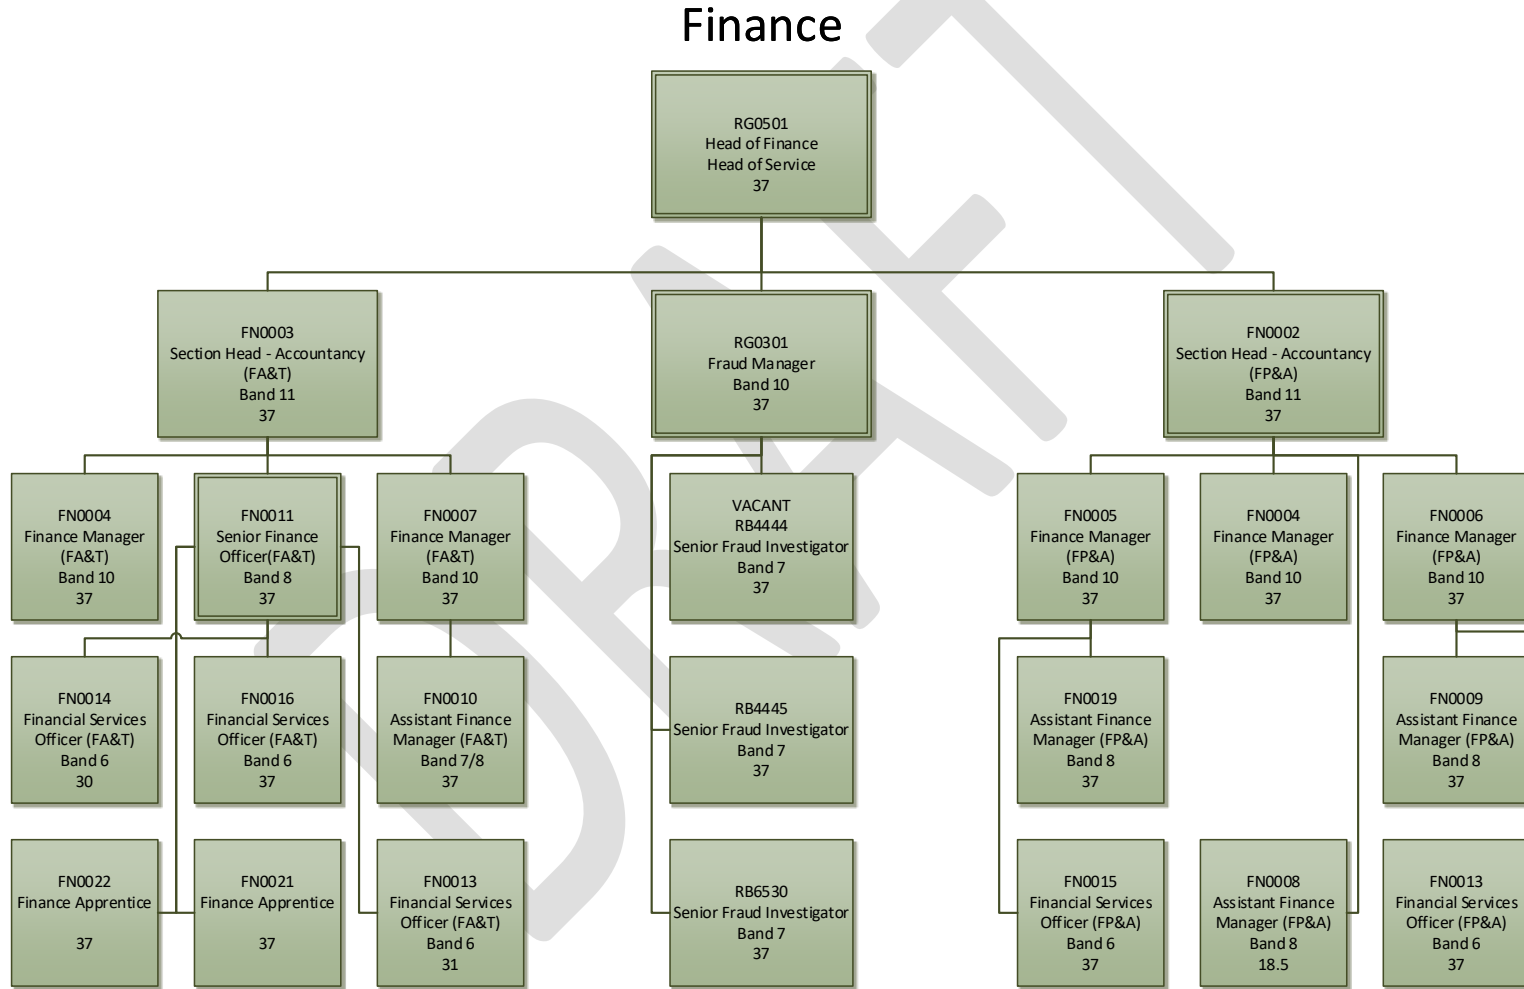 Finance
RG0501
Head of Finance
Head of Service
37
FN0003
Section Head - Accountancy
(FA&T)
Band 11
37
RG0301
Fraud Manager
Band 10
37
FN0002
Section Head - Accountancy
(FP&A)
Band 11
37
FN0004
Finance Manager
(FA&T)
Band 10
37
FN0011
Senior Finance
Officer(FA&T)
Band 8
37
FN0007
Finance Manager
(FA&T)
Band 10
37
VACANT
RB4444
Senior Fraud Investigator
Band 7
37
FN0005
Finance Manager
(FP&A)
Band 10
37
FN0004
Finance Manager
(FP&A)
Band 10
37
FN0006
Finance Manager
(FP&A)
Band 10
37
FN0014
Financial Services
Officer (FA&T)
Band 6
30
FN0016
Financial Services
Officer (FA&T)
Band 6
37
FN0010
Assistant Finance
Manager (FA&T)
Band 7/8
37
RB4445
Senior Fraud Investigator
Band 7
37
FN0019
Assistant Finance
Manager (FP&A)
Band 8
37
FN0009
Assistant Finance
Manager (FP&A)
Band 8
37
FN0022
Finance Apprentice
37
FN0021
Finance Apprentice
37
FN0013
Financial Services
Officer (FA&T)
Band 6
31
RB6530
Senior Fraud Investigator
Band 7
37
FN0015
Financial Services
Officer (FP&A)
Band 6
37
FN0008
Assistant Finance
Manager (FP&A)
Band 8
18.5
FN0013
Financial Services
Officer (FP&A)
Band 6
37
DRAFT